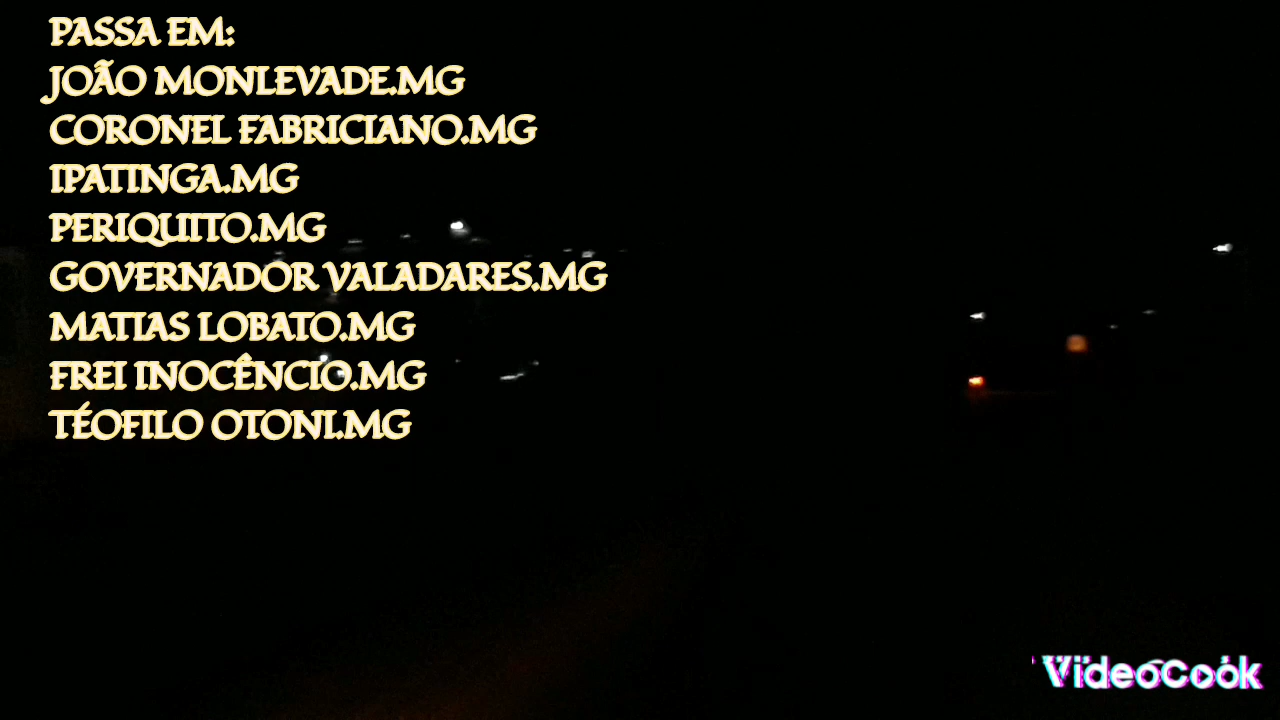 PASSA EM:
JOÃO MONLEVADE.MG
CORONEL FABRICIANO.MG
IPATINGA.MG
PERIQUITO.MG
GOVERNADOR VALADARES.MG
MATIAS LOBATO.MG
FREI INOCÊNCIO.MG
TÉOFILO OTONI.MG
VideoCook